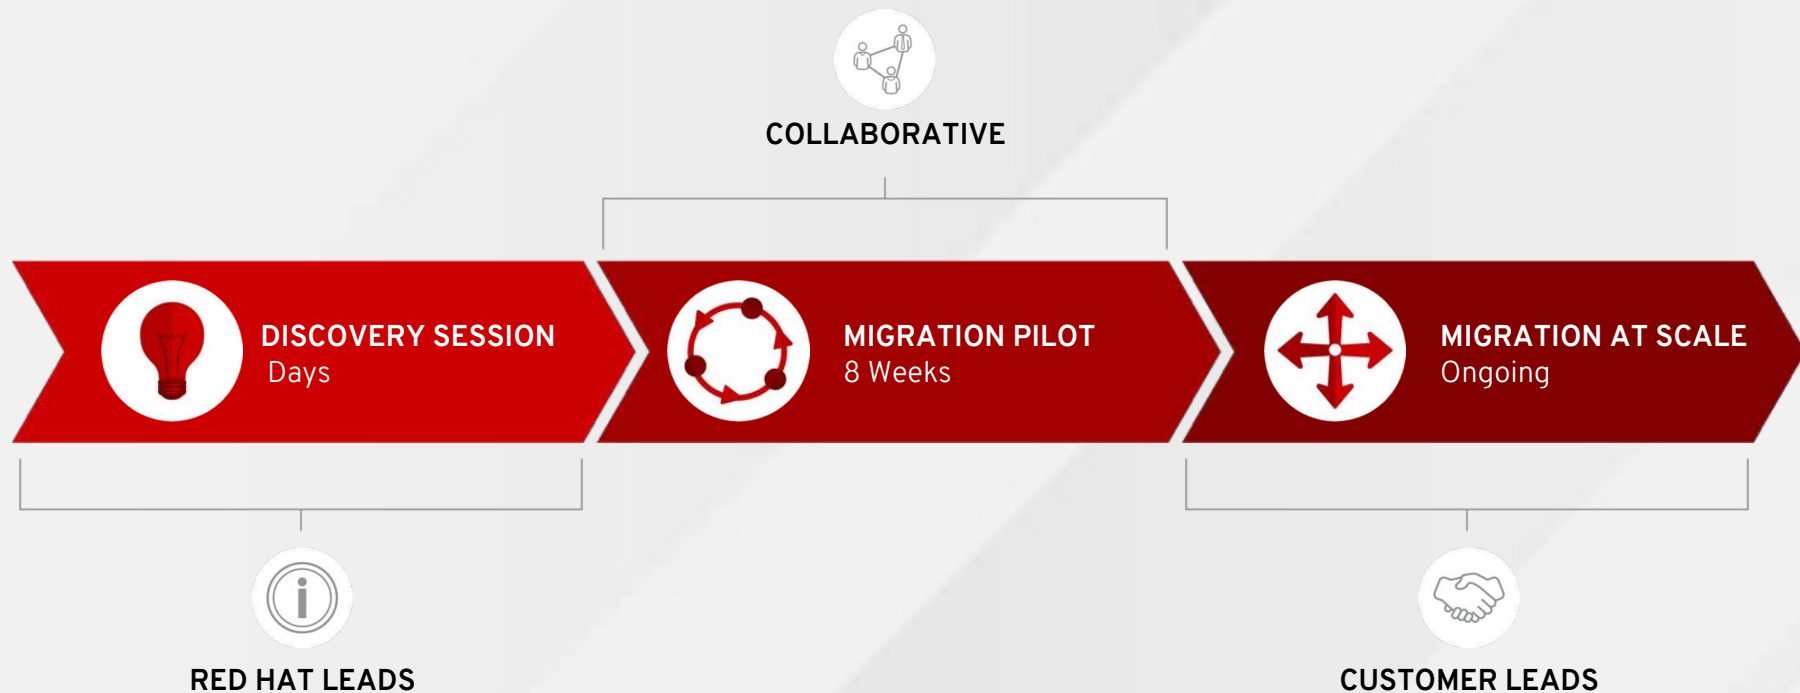 COLLABORATIVE
DISCOVERY SESSION
Days
MIGRATION PILOT
8 Weeks
MIGRATION AT SCALE
Ongoing
RED HAT LEADS
CUSTOMER LEADS